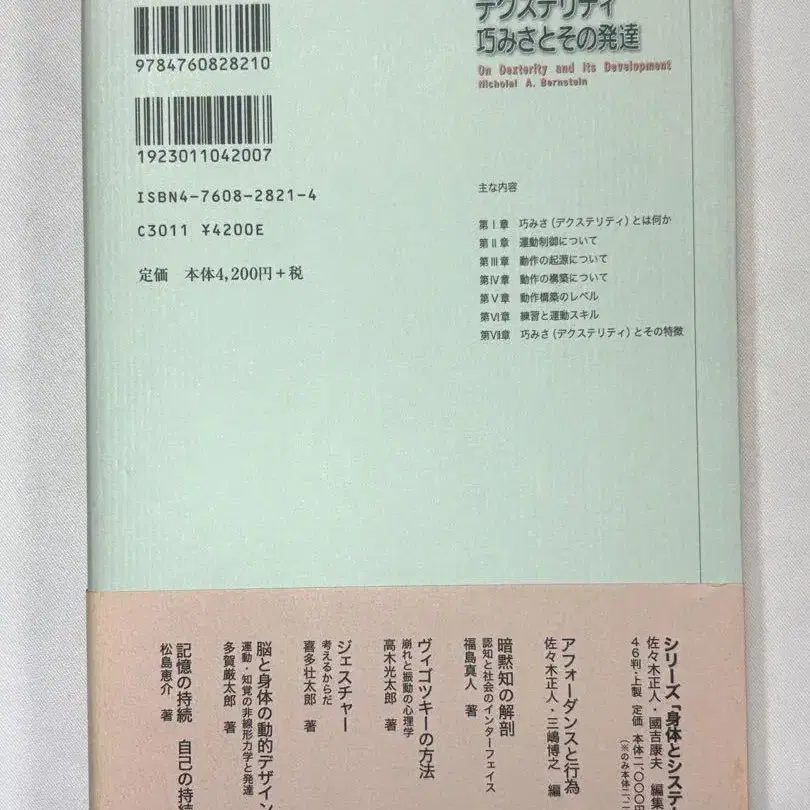 9784760828210
1923011042007
ISBN4-7608-2821-4
C3011 ¥4200E
定価 本体4,200円+税
デクステリティ
巧みさとその発達
On Dexterity and Its Development
Nicholai A. Bernstein
主な内容
第Ⅰ章 巧みさ(デクステリティ)とは何か
第Ⅱ章 運動制御について
第Ⅲ章 動作の起源について
第Ⅳ章 動作の構築について
第Ⅴ章 動作構築のレベル
第Ⅵ章 練習と運動スキル
第Ⅶ章 巧みさ(デクステリティ)とその特徴
シリーズ「身体とシステ
佐々木正人・國吉康夫 編集
46判・上製 定価 本体二,〇〇〇円
(※のみ本体二,
アフォーダンスと行為
佐々木正人・三嶋博之 編
暗黙知の解剖
認知と社会のインターフェイス
福島真人 著
ヴィゴツキーの方法
崩れと振動の心理学
高木光太郎 著
ジェスチャー
考えるからだ
喜多壮太郎 著
脳と身体の動的デザイン
運動・知覚の非線形力学と発達
多賀厳太郎 著
記憶の持続 自己の持続
松島恵介 著